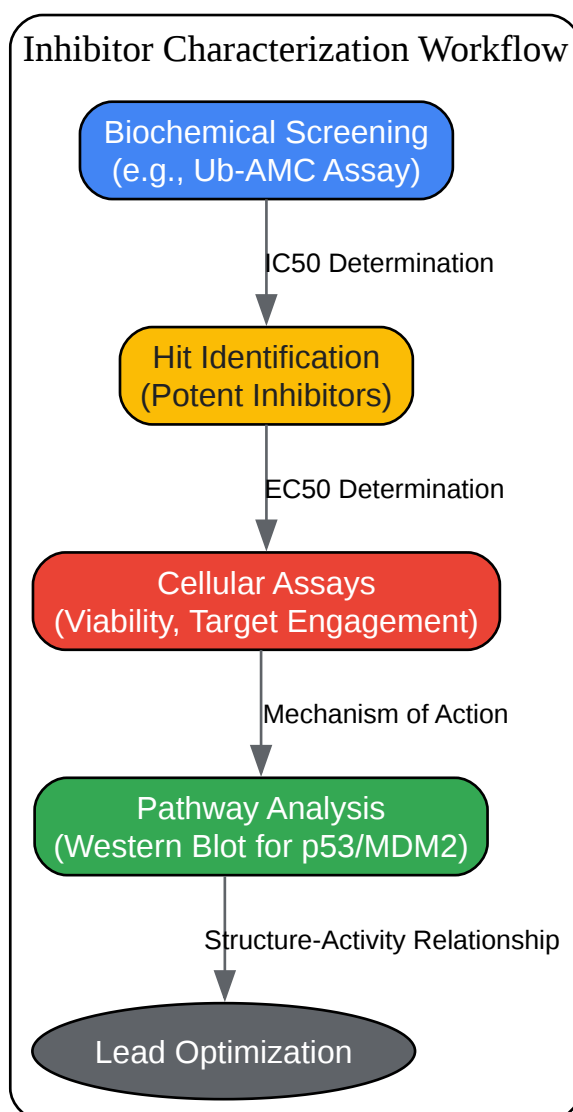 Inhibitor Characterization Workflow
Biochemical Screening
(e.g., Ub-AMC Assay)
IC50 Determination
Hit Identification
(Potent Inhibitors)
EC50 Determination
Cellular Assays
(Viability, Target Engagement)
Mechanism of Action
Pathway Analysis
(Western Blot for p53/MDM2)
Structure-Activity Relationship
Lead Optimization